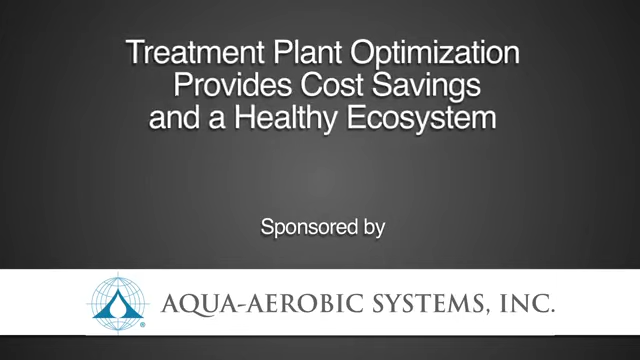 Treatment Plant Optimization
Provides Cost Savings
and a Healthy Ecosystem
Sponsored by
AQUA-AEROBIC SYSTEMS, INC.
®